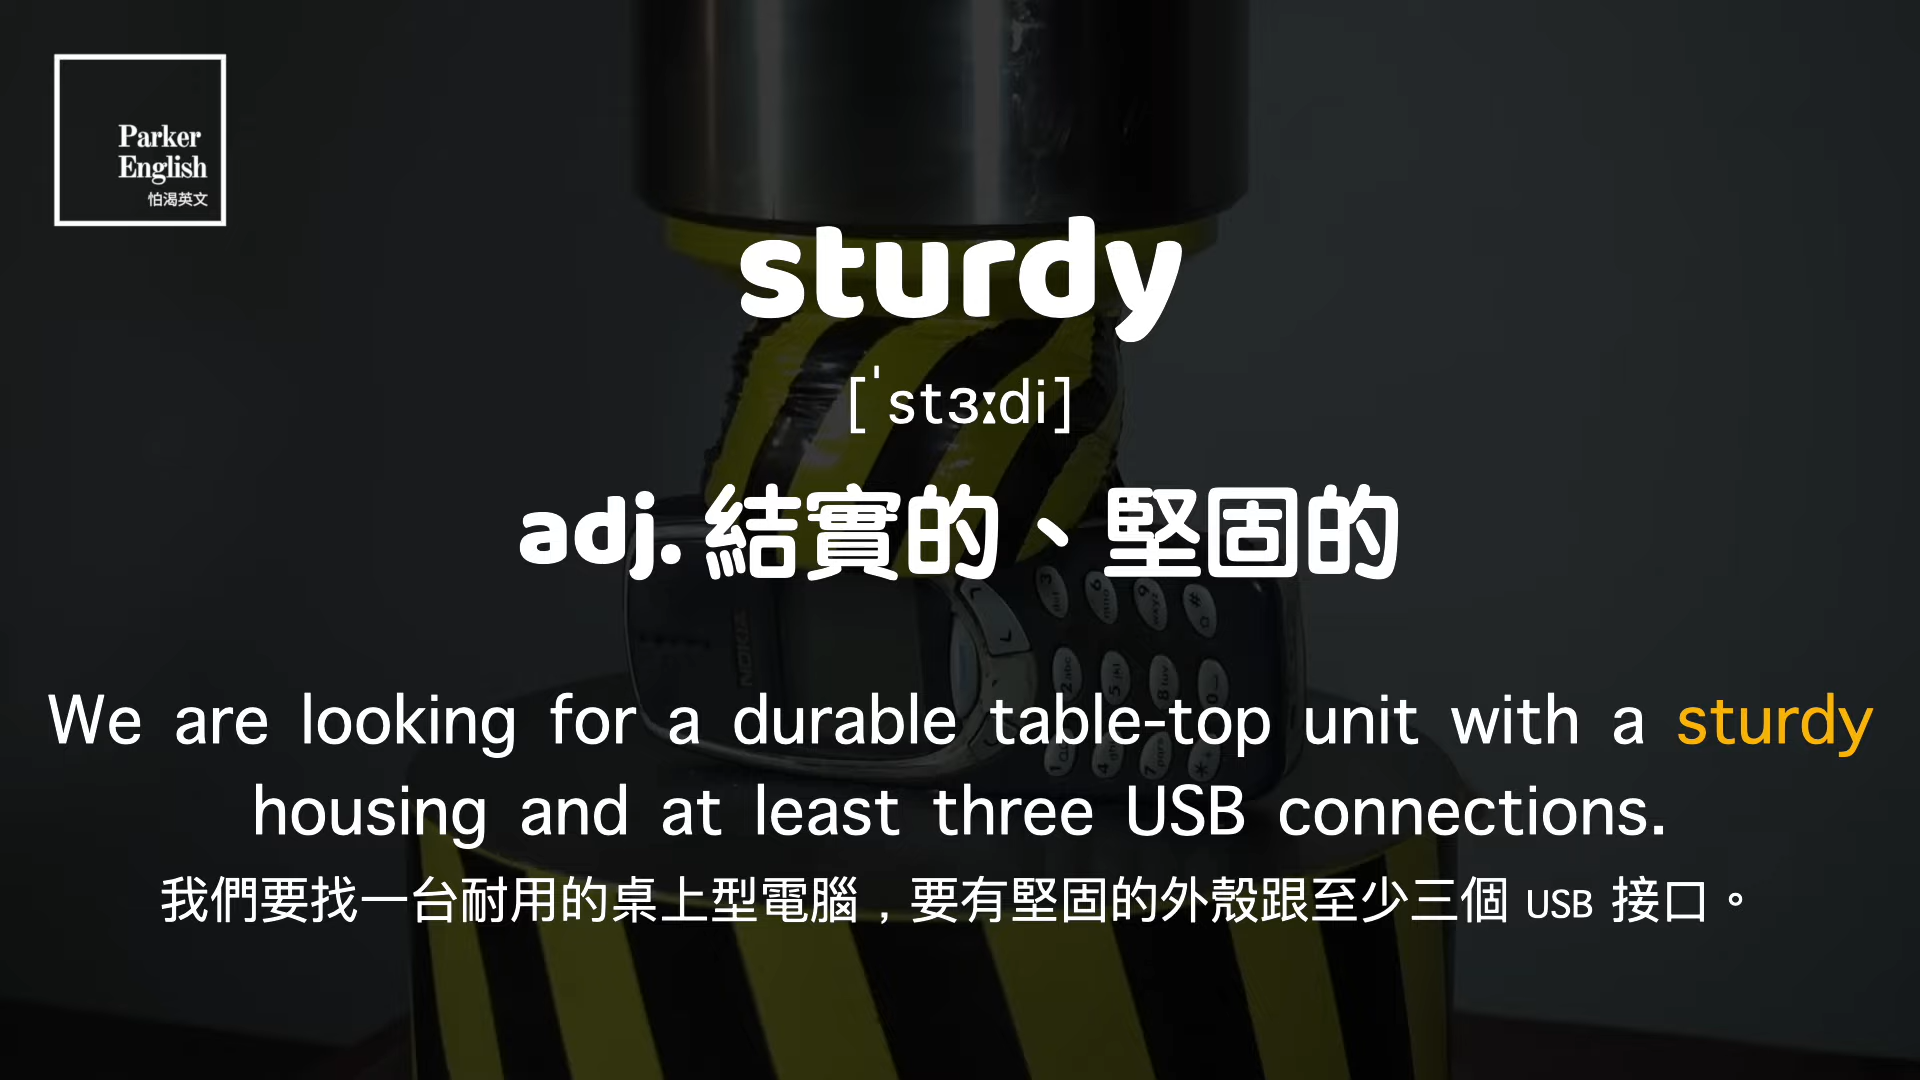 Parker
English
怕渴英文
sturdy
[ˈstɜːdi]
adj. 結實的、堅固的
NOKIA
We are looking for a durable table-top unit with a sturdy
housing and at least three USB connections.
我們要找一台耐用的桌上型電腦，要有堅固的外殼跟至少三個 USB 接口。